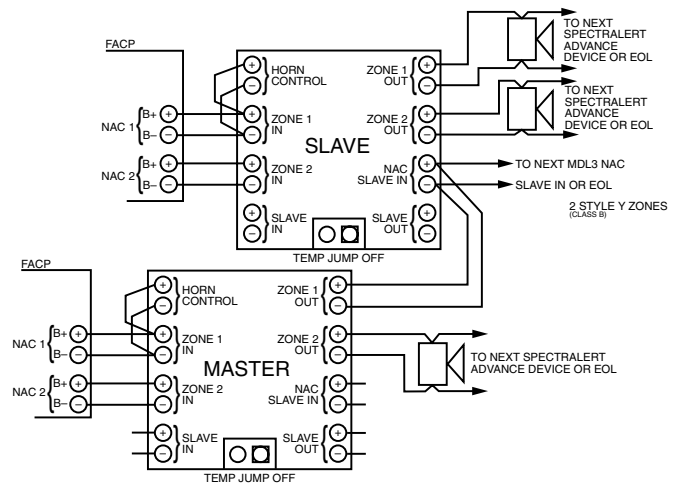 FACP
NAC 1
B+
+
B–
–
NAC 2
B+
+
B–
–
+
–
HORN
CONTROL
+
–
ZONE 1
IN
+
–
ZONE 2
IN
+
–
SLAVE
IN
SLAVE
ZONE 1
OUT
+
–
ZONE 2
OUT
+
–
NAC
SLAVE IN
+
–
SLAVE
OUT
+
–
TEMP JUMP OFF
TO NEXT
SPECTRALERT
ADVANCE
DEVICE OR EOL
TO NEXT
SPECTRALERT
ADVANCE
DEVICE OR EOL
TO NEXT MDL3 NAC
SLAVE IN OR EOL
2 STYLE Y ZONES
(CLASS B)
FACP
NAC 1
B+
+
B–
–
NAC 2
B+
+
B–
–
+
–
HORN
CONTROL
+
–
ZONE 1
IN
+
–
ZONE 2
IN
+
–
SLAVE
IN
MASTER
ZONE 1
OUT
+
–
ZONE 2
OUT
+
–
NAC
SLAVE IN
+
–
SLAVE
OUT
+
–
TEMP JUMP OFF
TO NEXT SPECTRALERT
ADVANCE DEVICE OR EOL